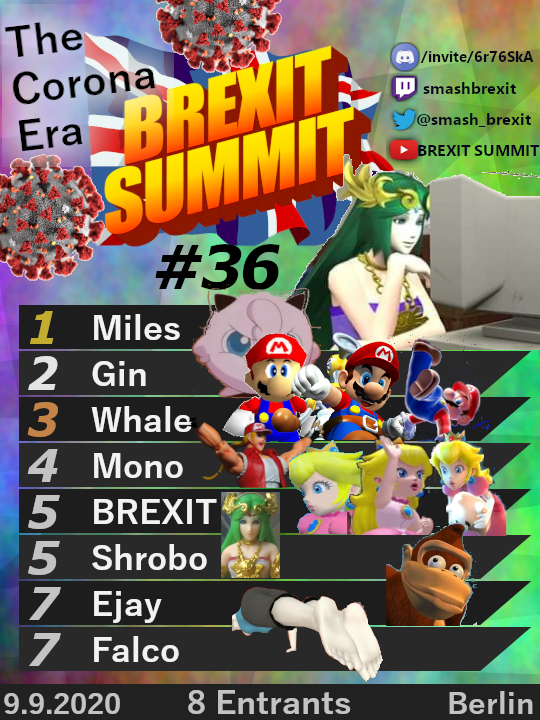 The
Corona
Era
BREXIT
SUMMIT
#36
/invite/6r76SkA
smashbrexit
@smash_brexit
BREXIT SUMMIT
1 Miles
2 Gin
3 Whale
4 Mono
5 BREXIT
5 Shrobo
7 Ejay
7 Falco
9.9.2020 8 Entrants Berlin